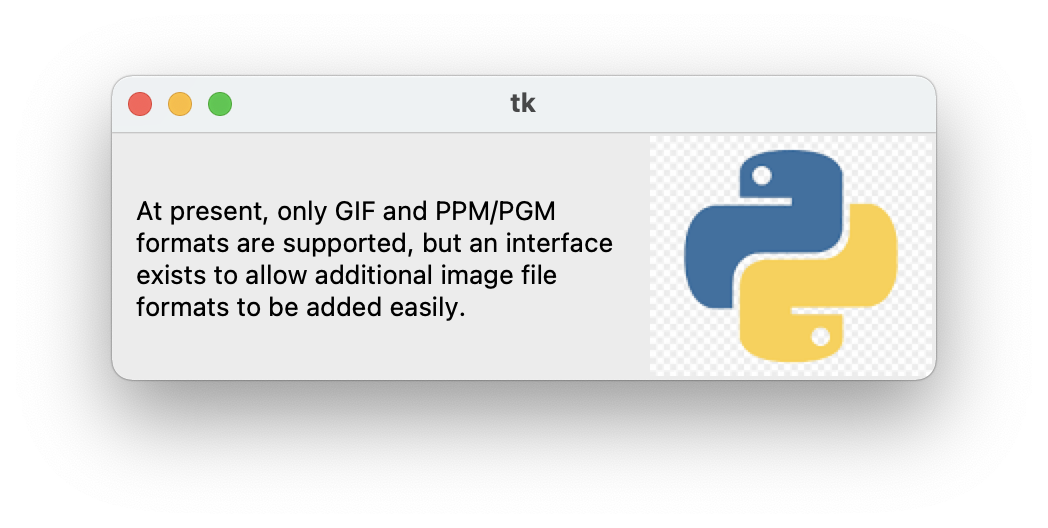 tk
At present, only GIF and PPM/PGM
formats are supported, but an interface
exists to allow additional image file
formats to be added easily.